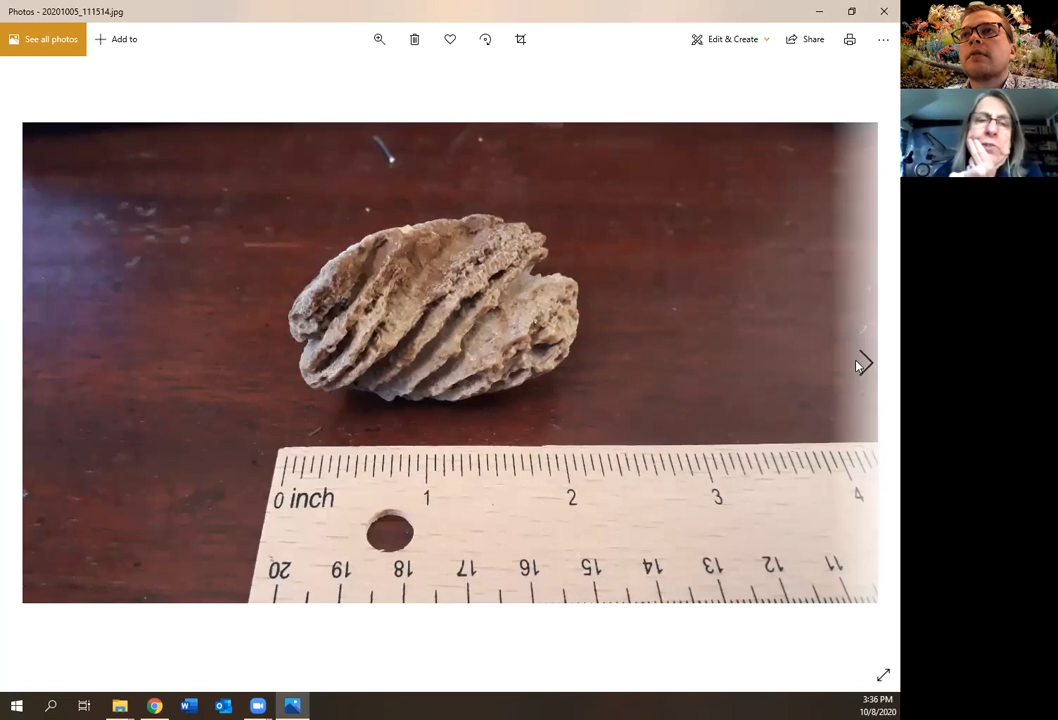 Photos - 20201005_111514.jpg
See all photos
Add to
Edit & Create
Share
0 inch 1 2 3 4
20 19 18 17 16 15 14 13 12 11
3:36 PM
10/8/2020